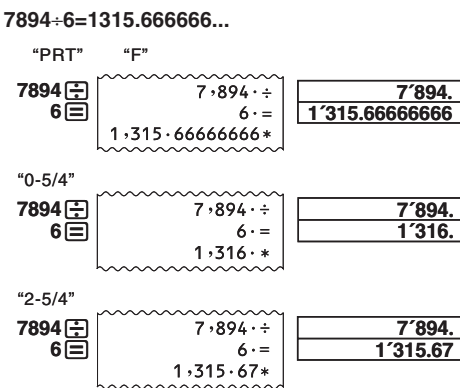 7894÷6=1315.666666...
“PRT” “F”
7894 ÷ 7,894·÷ 7´894.
6 = 6·= 1´315.66666666
1,315·66666666*
“0-5/4”
7894 ÷ 7,894·÷ 7´894.
6 = 6·= 1´316.
1,316·*
“2-5/4”
7894 ÷ 7,894·÷ 7´894.
6 = 6·= 1´315.67
1,315·67*